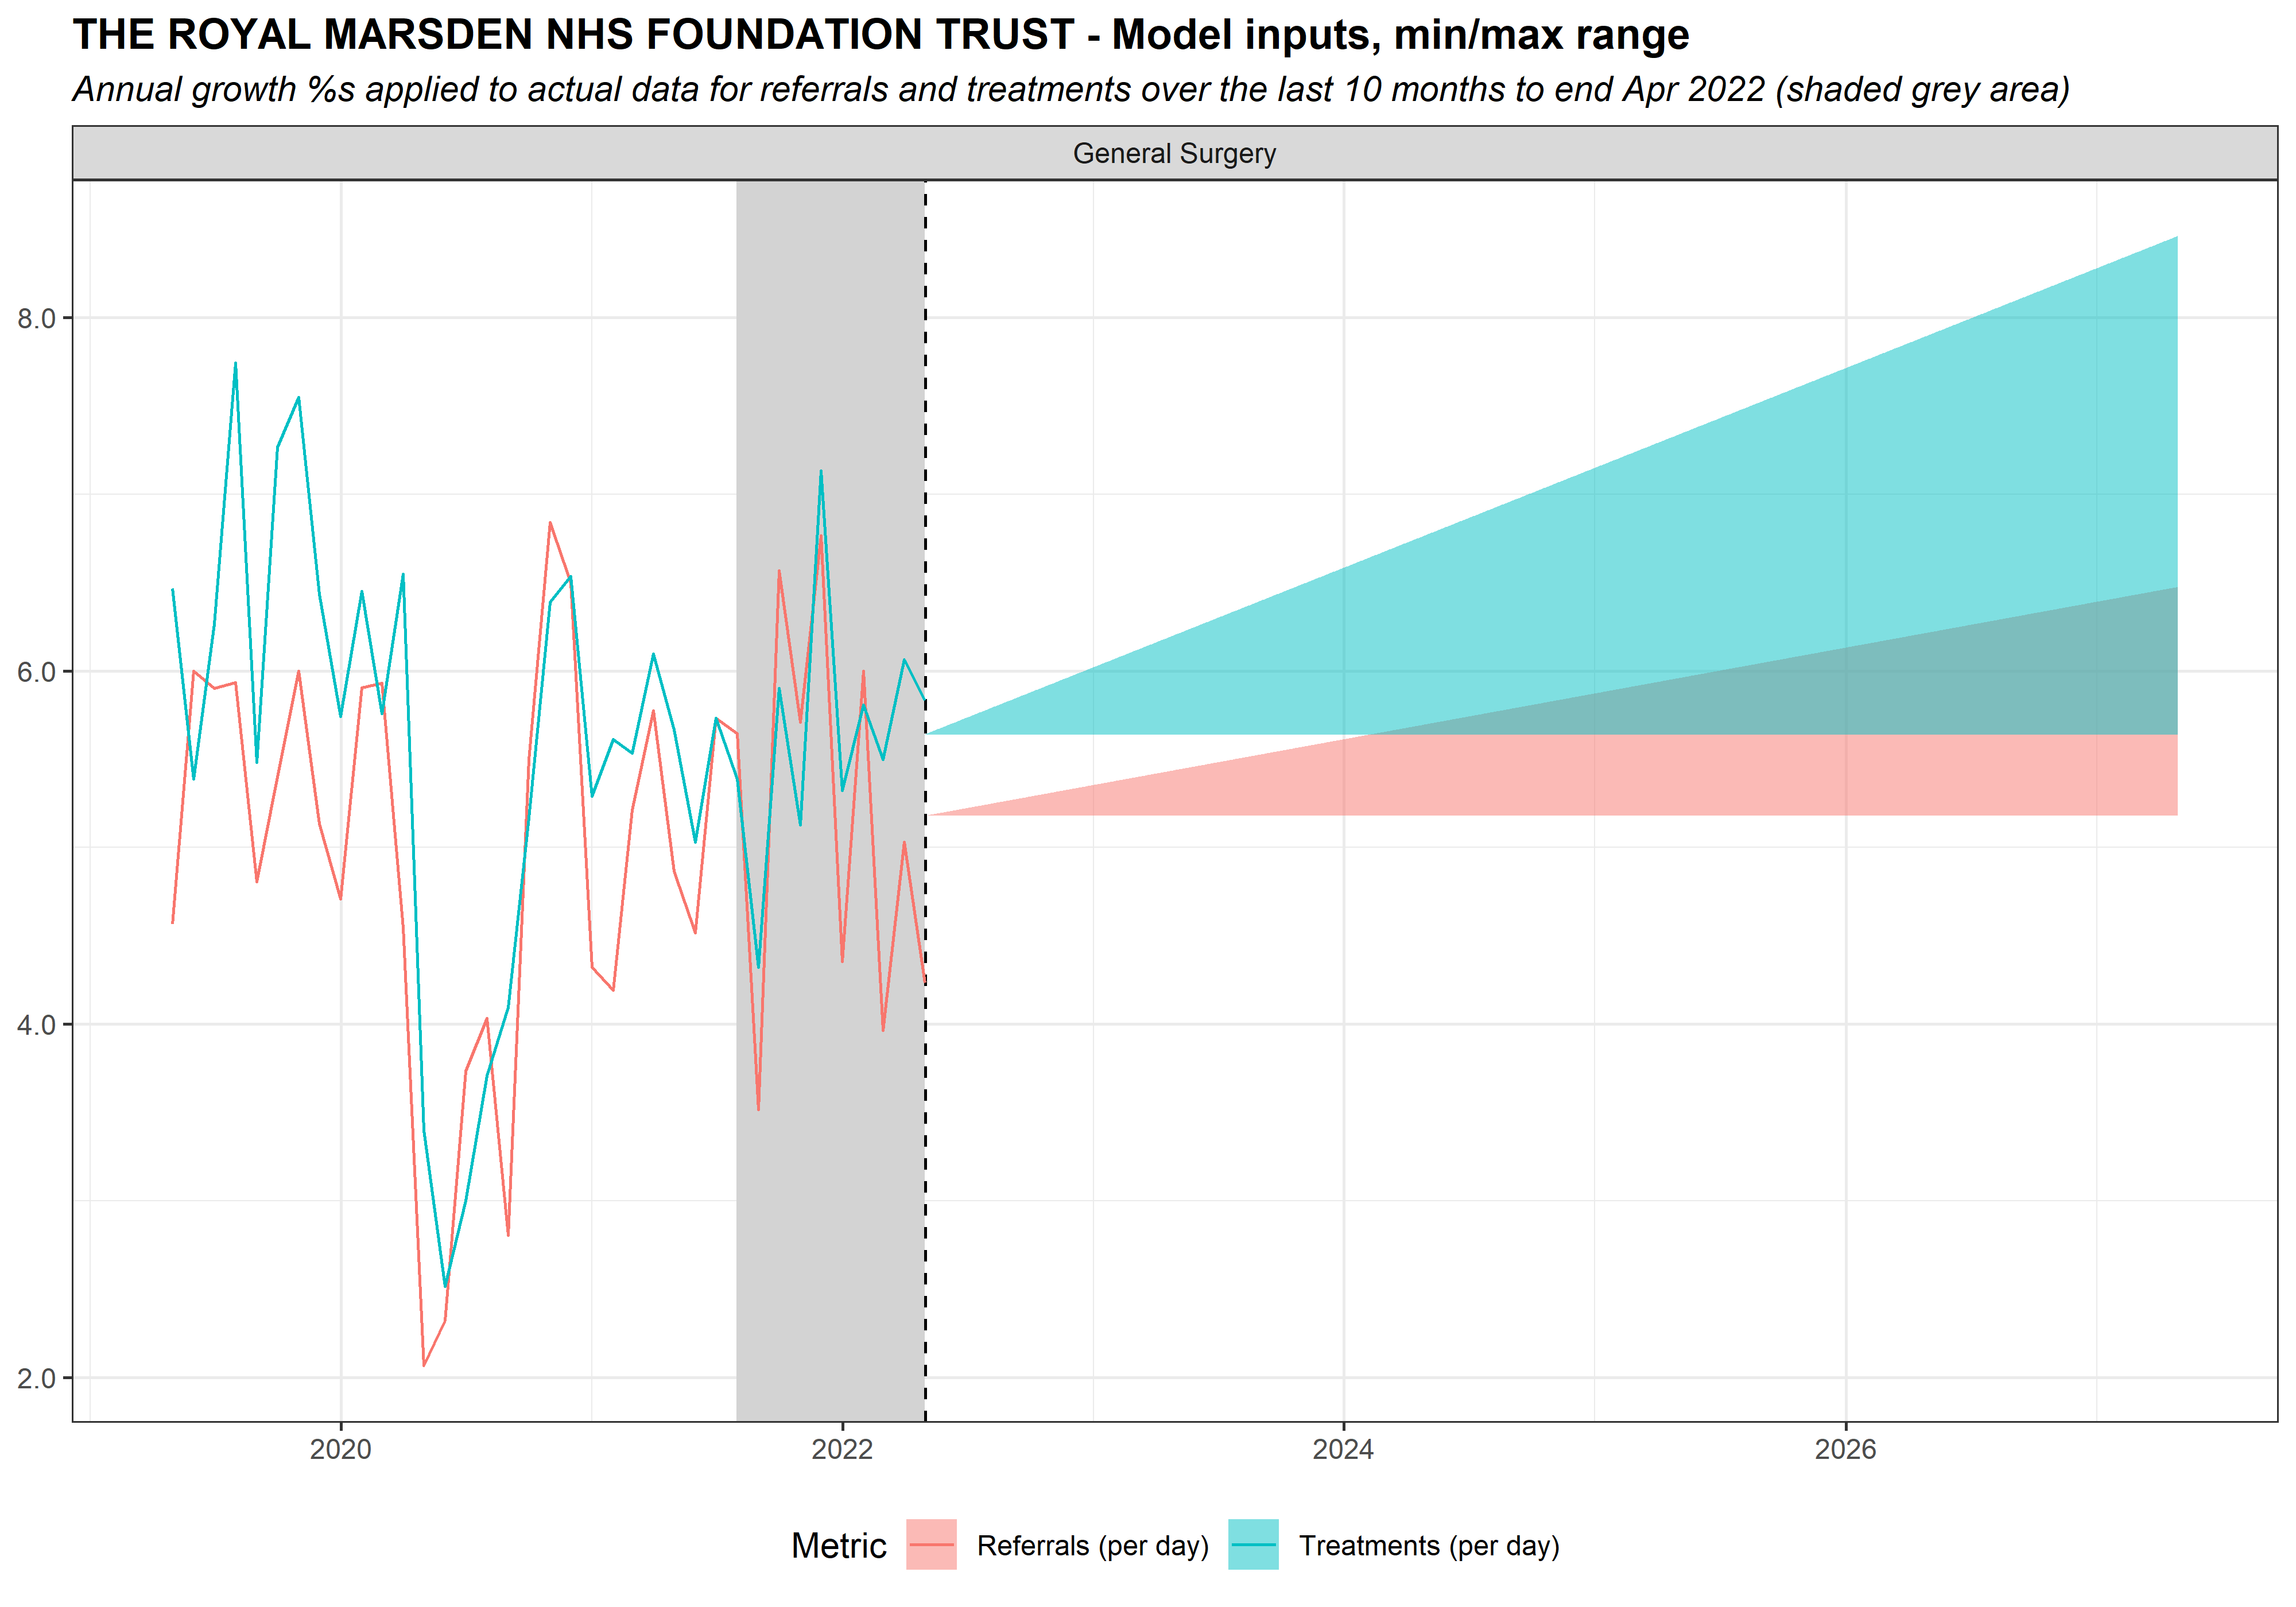 THE ROYAL MARSDEN NHS FOUNDATION TRUST - Model inputs, min/max range
Annual growth %s applied to actual data for referrals and treatments over the last 10 months to end Apr 2022 (shaded grey area)
General Surgery
8.0
6.0
4.0
2.0
2020 2022 2024 2026
Metric Referrals (per day) Treatments (per day)